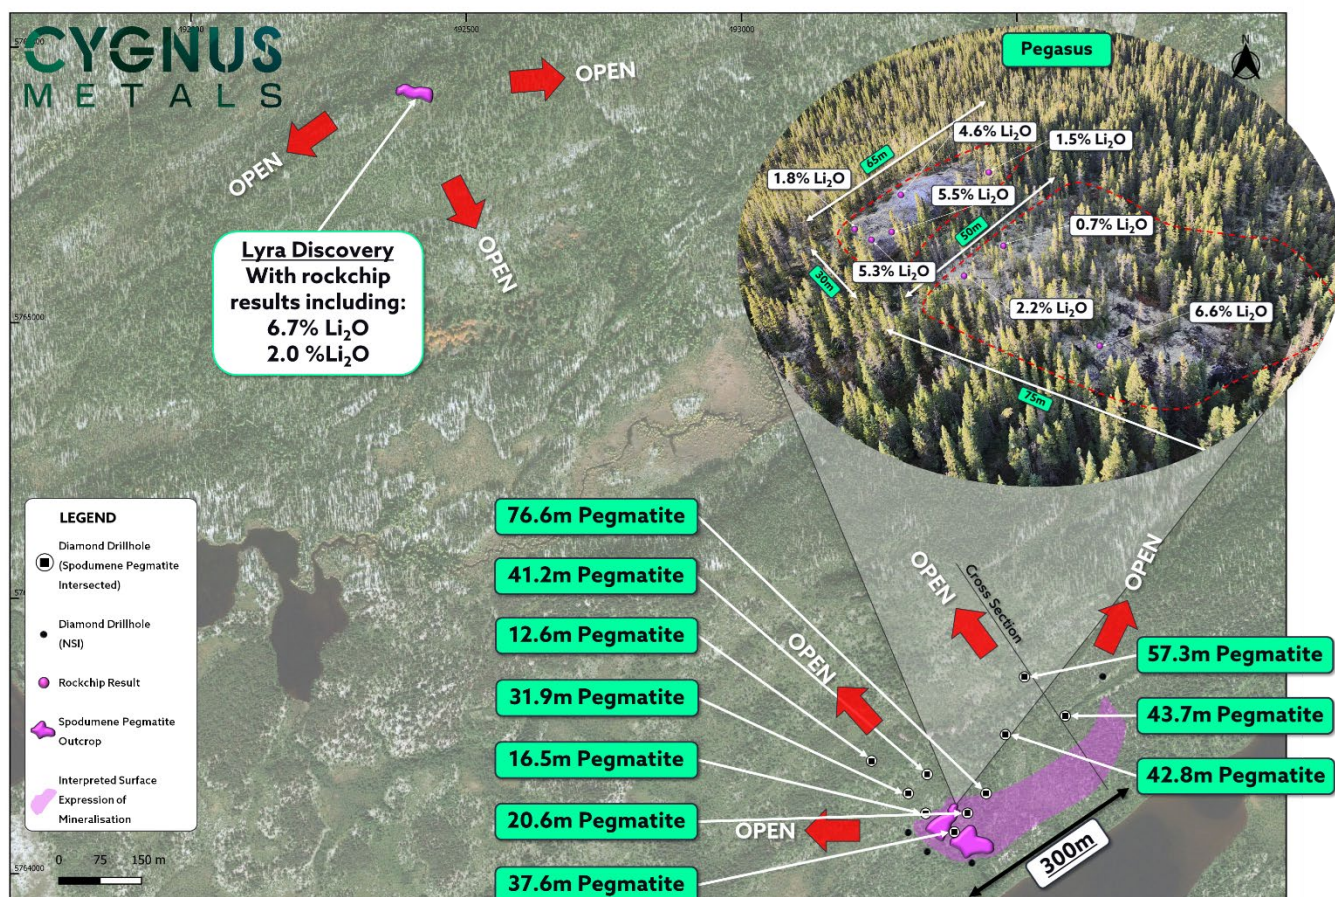 CYGNUS
METALS
492500
493000
5765000
5764000
OPEN
OPEN
OPEN
Lyra Discovery
With rockchip
results including:
6.7% Li₂O
2.0 %Li₂O
Pegasus
N
4.6% Li₂O
1.5% Li₂O
65m
1.8% Li₂O
5.5% Li₂O
0.7% Li₂O
50m
5.3% Li₂O
30m
2.2% Li₂O
6.6% Li₂O
75m
LEGEND
Diamond Drillhole
(Spodumene Pegmatite
Intersected)
Diamond Drillhole
(NSI)
Rockchip Result
Spodumene Pegmatite
Outcrop
Interpreted Surface
Expression of
Mineralisation
0 75 150 m
76.6m Pegmatite
41.2m Pegmatite
12.6m Pegmatite
31.9m Pegmatite
16.5m Pegmatite
20.6m Pegmatite
37.6m Pegmatite
OPEN
OPEN
OPEN
OPEN
Cross Section
57.3m Pegmatite
43.7m Pegmatite
42.8m Pegmatite
300m